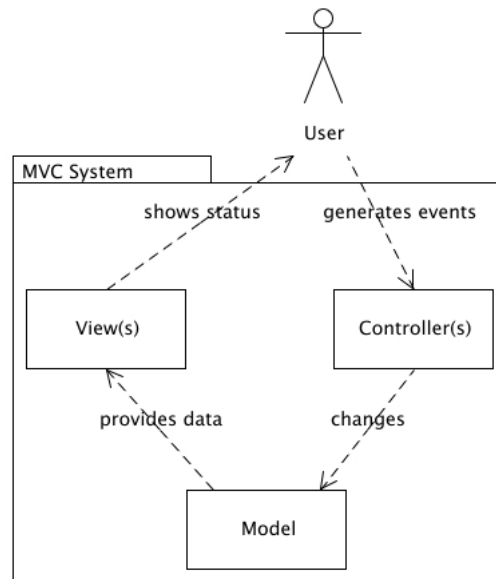 User
MVC System
shows status
generates events
View(s)
Controller(s)
provides data
changes
Model